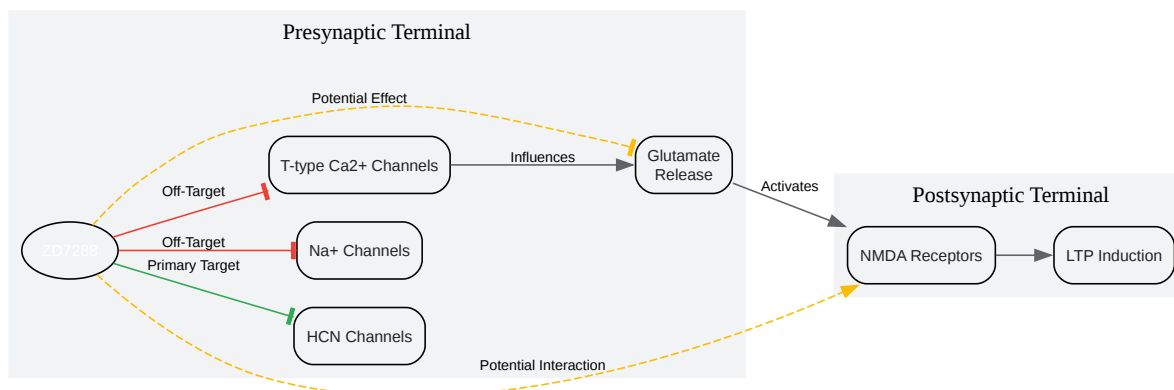 Presynaptic Terminal
Potential Effect
T-type Ca2+ Channels
Influences
Glutamate
Release
Off-Target
Activates
Postsynaptic Terminal
ZD7288
Off-Target
Na+ Channels
NMDA Receptors
LTP Induction
Primary Target
HCN Channels
Potential Interaction